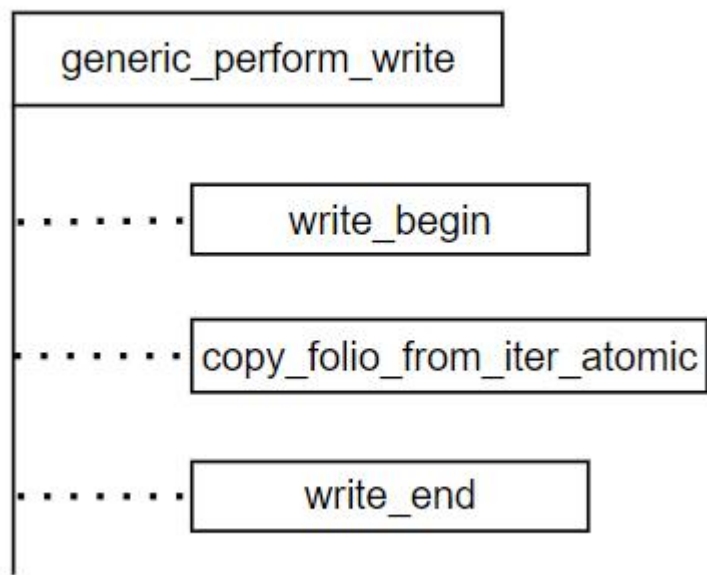 generic_perform_write
write_begin
copy_folio_from_iter_atomic
write_end